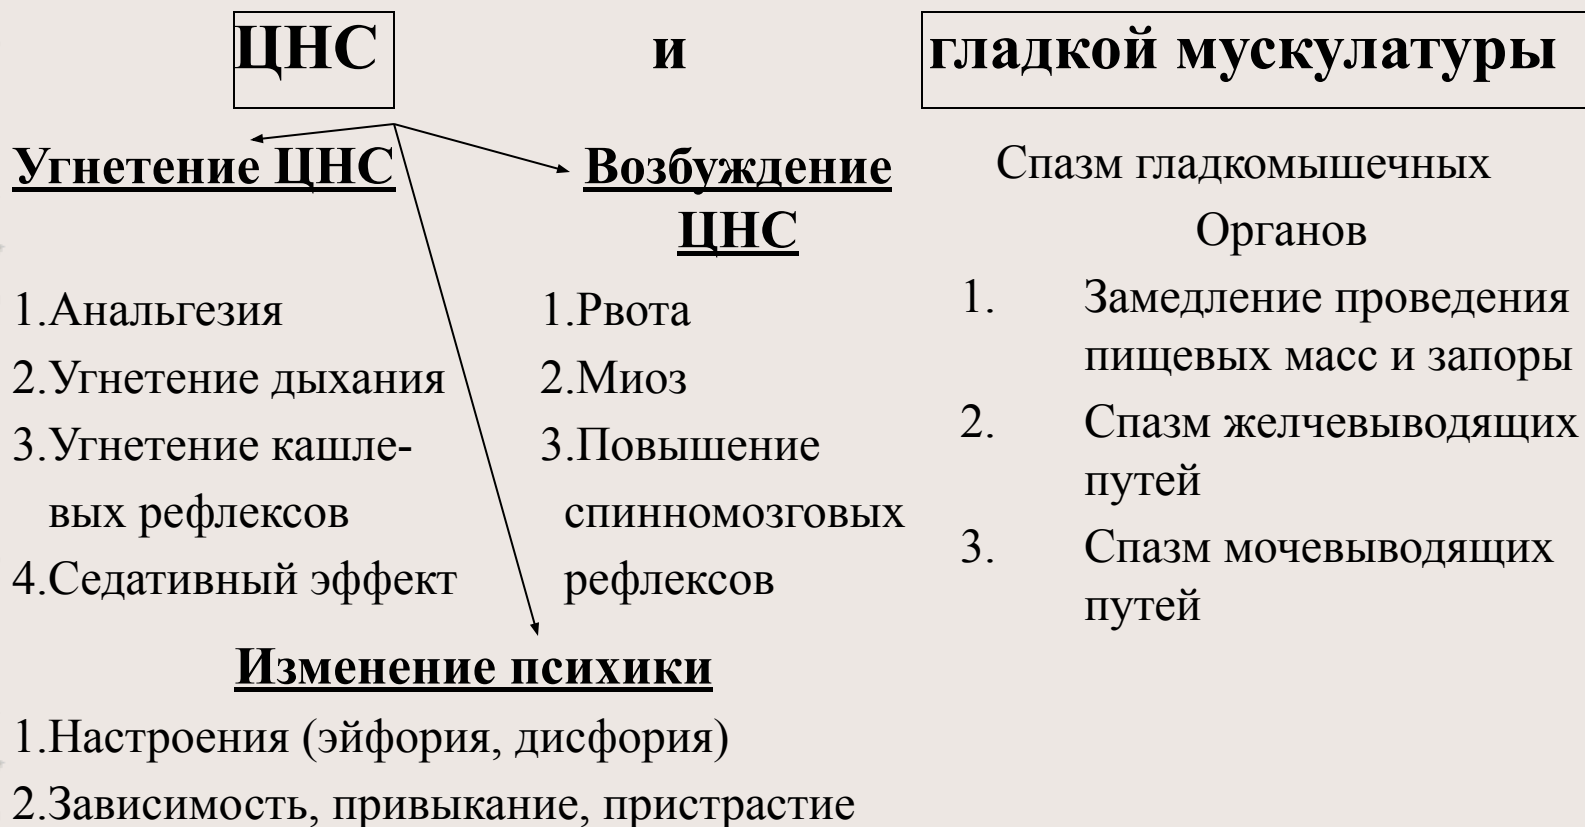 ЦНС и гладкой мускулатуры
Угнетение ЦНС
1.Анальгезия
2.Угнетение дыхания
3.Угнетение кашле-
вых рефлексов
4.Седативный эффект
Возбуждение
ЦНС
1.Рвота
2.Миоз
3.Повышение
спинномозговых
рефлексов
Изменение психики
1.Настроения (эйфория, дисфория)
2.Зависимость, привыкание, пристрастие
Спазм гладкомышечных
Органов
1. Замедление проведения
пищевых масс и запоры
2. Спазм желчевыводящих
путей
3. Спазм мочевыводящих
путей